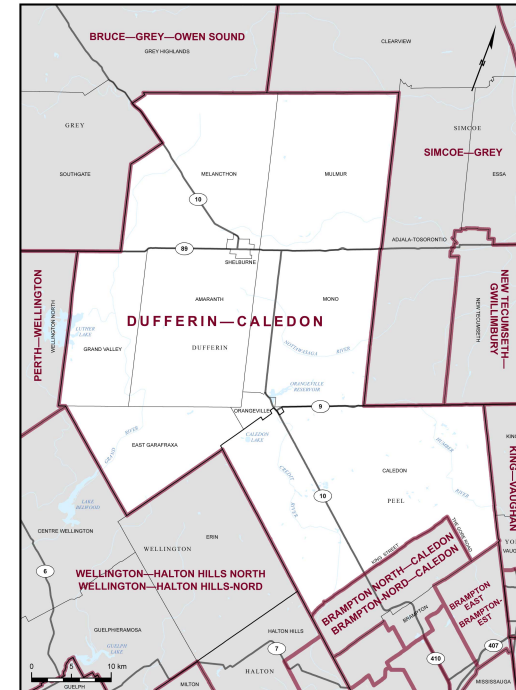 BRUCE—GREY—OWEN SOUND
GREY HIGHLANDS
CLEARVIEW
N
GREY
SIMCOE
SIMCOE—GREY
SOUTHGATE
MELANCTHON
MULMUR
ESSA
10
89
ADJALA-TOSORONTIO
SHELBURNE
PERTH—WELLINGTON
WELLINGTON NORTH
AMARANTH
MONO
NEW TECUMSETH
NEW TECUMSETH—
GWILLIMBURY
DUFFERIN—CALEDON
LUTHER
LAKE
GRAND VALLEY
DUFFERIN
NOTTAWASAGA RIVER
ORANGEVILLE
RESERVOIR
ORANGEVILLE
9
GRAND RIVER
EAST GARAFRAXA
CALEDON
LAKE
HUMBER RIVER
KING
KING—VAUGHAN
CREDIT RIVER
CALEDON
PEEL
10
LAKE
BELWOOD
CENTRE WELLINGTON
ERIN
WELLINGTON
KING STREET
THE GORE ROAD
YO
VAUG
6
WELLINGTON—HALTON HILLS NORTH
WELLINGTON—HALTON HILLS-NORD
BRAMPTON NORTH—CALEDON
BRAMPTON-NORD—CALEDON
BRAMPTON
BRAMPTON
EAST
BRAMPTON-
EST
GUELPH/ERAMOSA
HALTON HILLS
GUELPH
LAKE
7
407
410
0 5 10 km
HALTON
GUELPH
MILTON
MISSISSAUGA